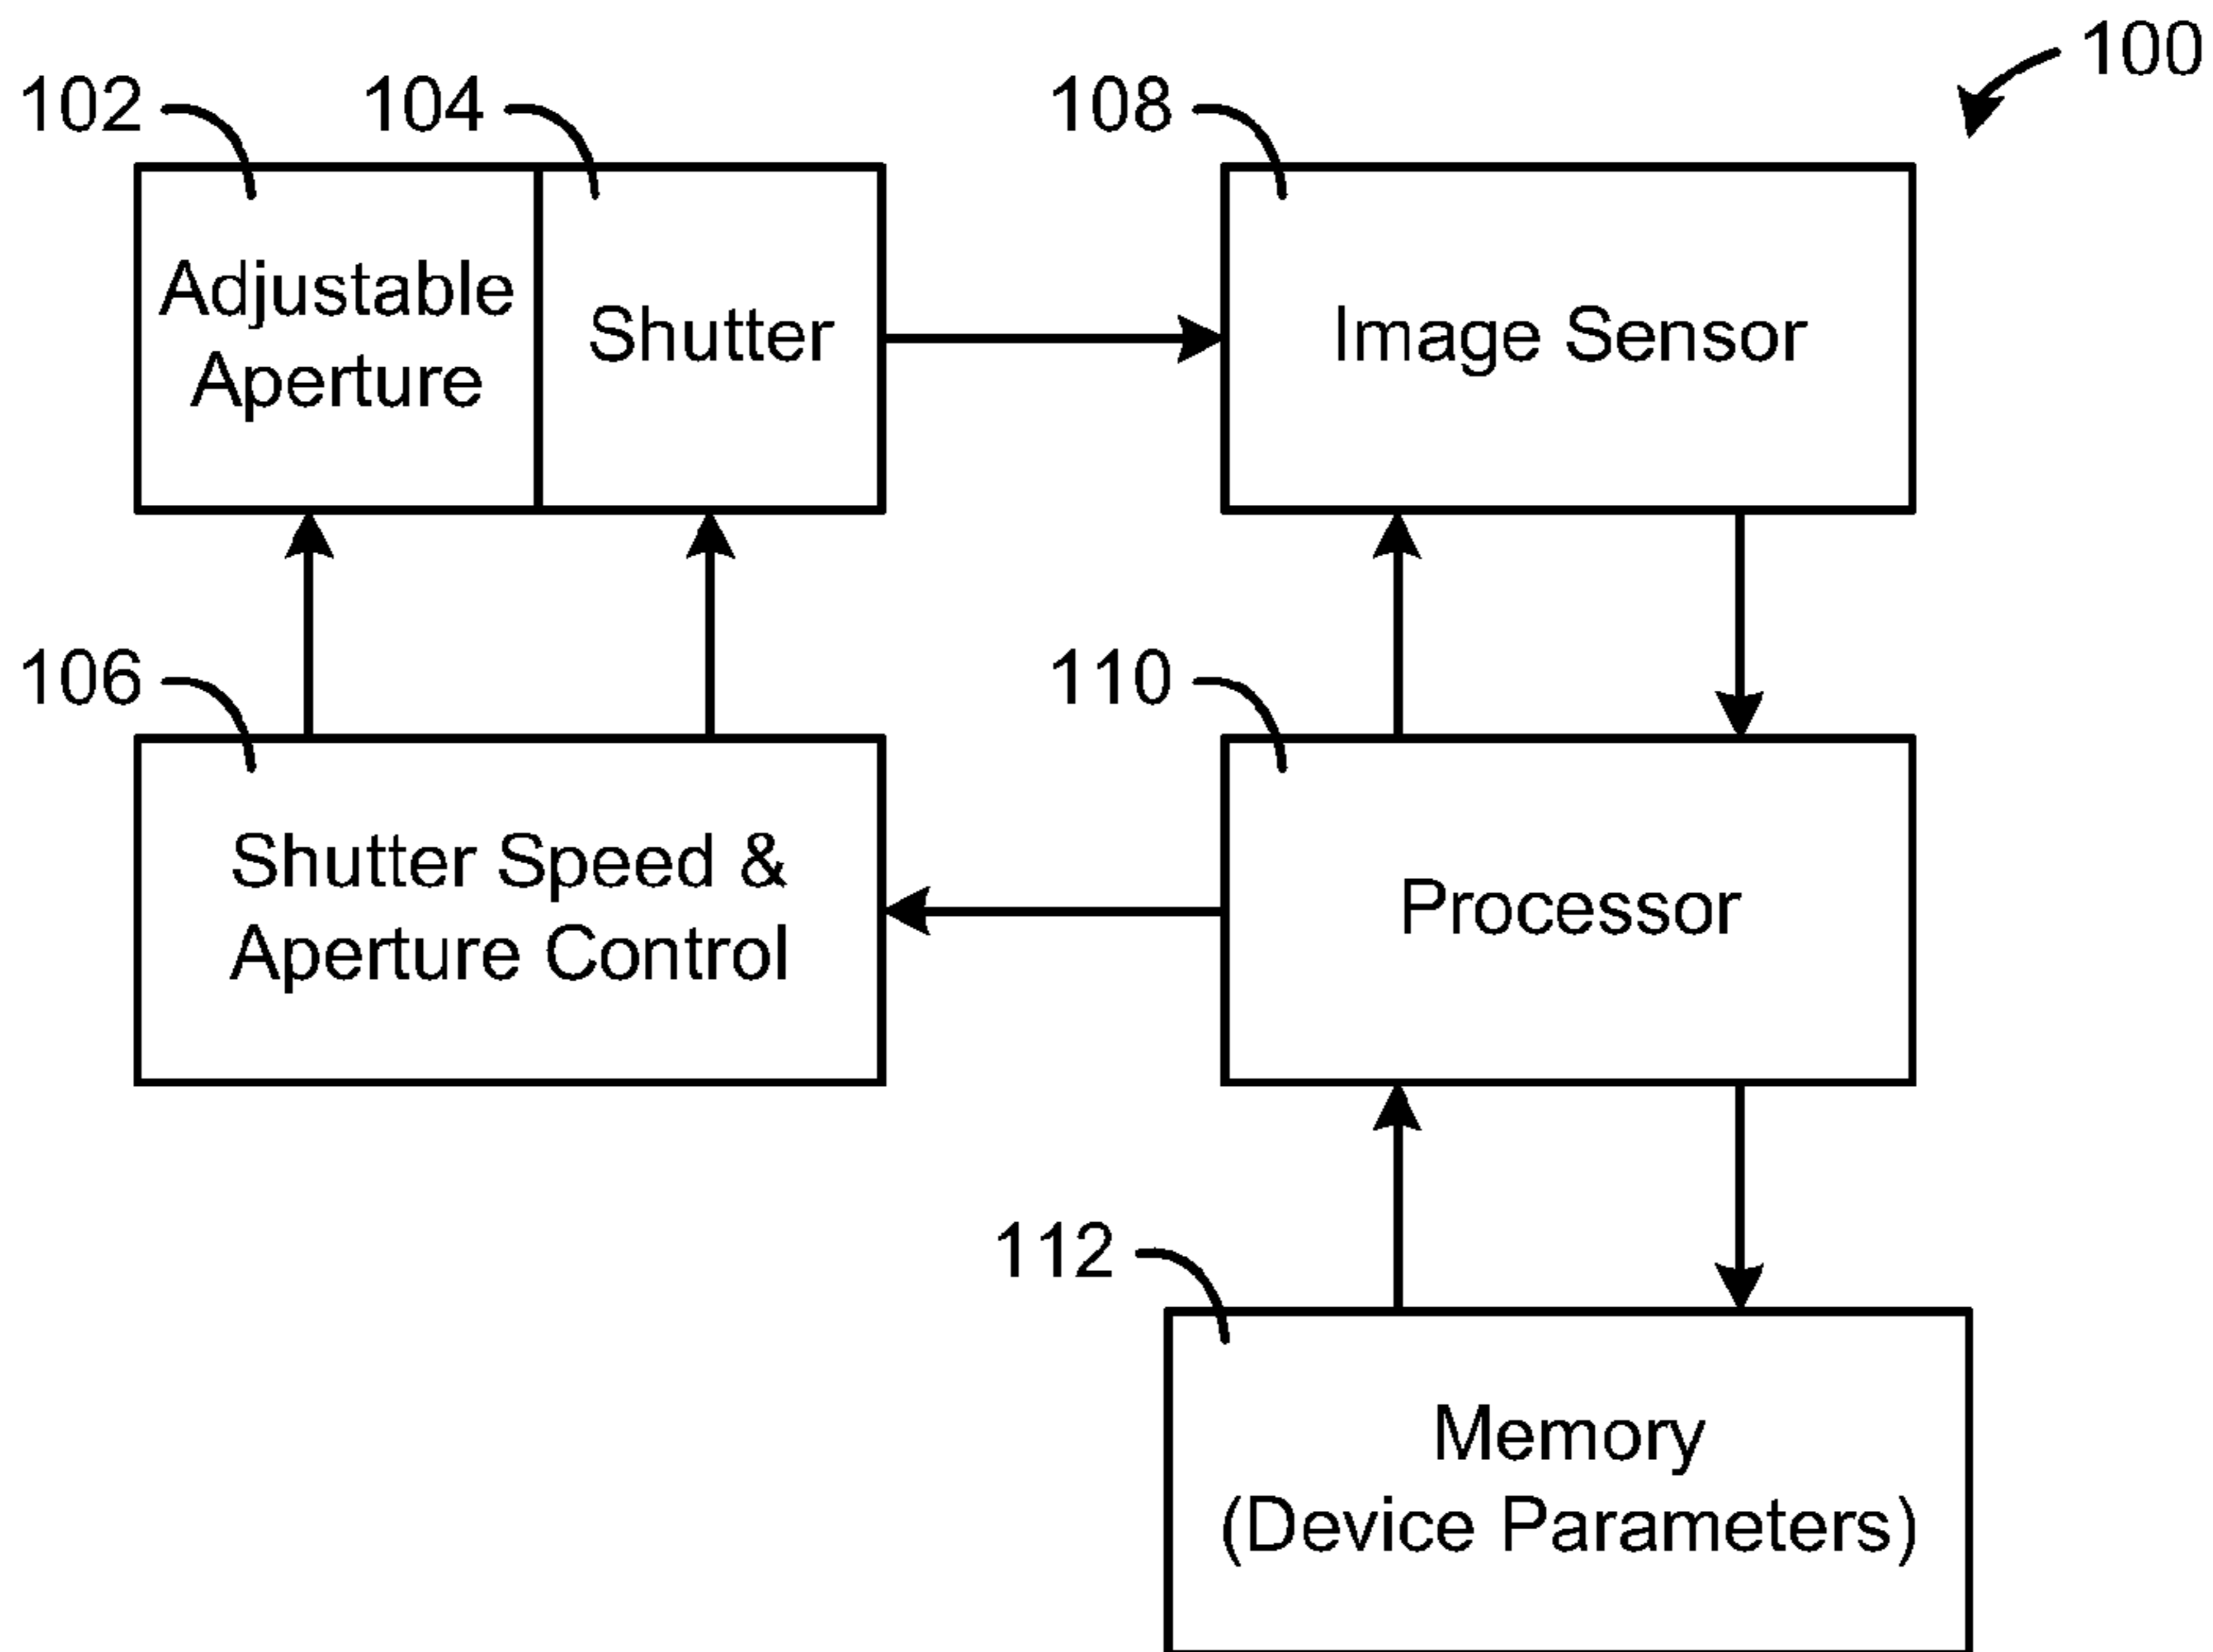 100
102
104
108
Adjustable
Aperture
Shutter
Image Sensor
106
110
Shutter Speed &
Aperture Control
Processor
112
Memory
(Device Parameters)